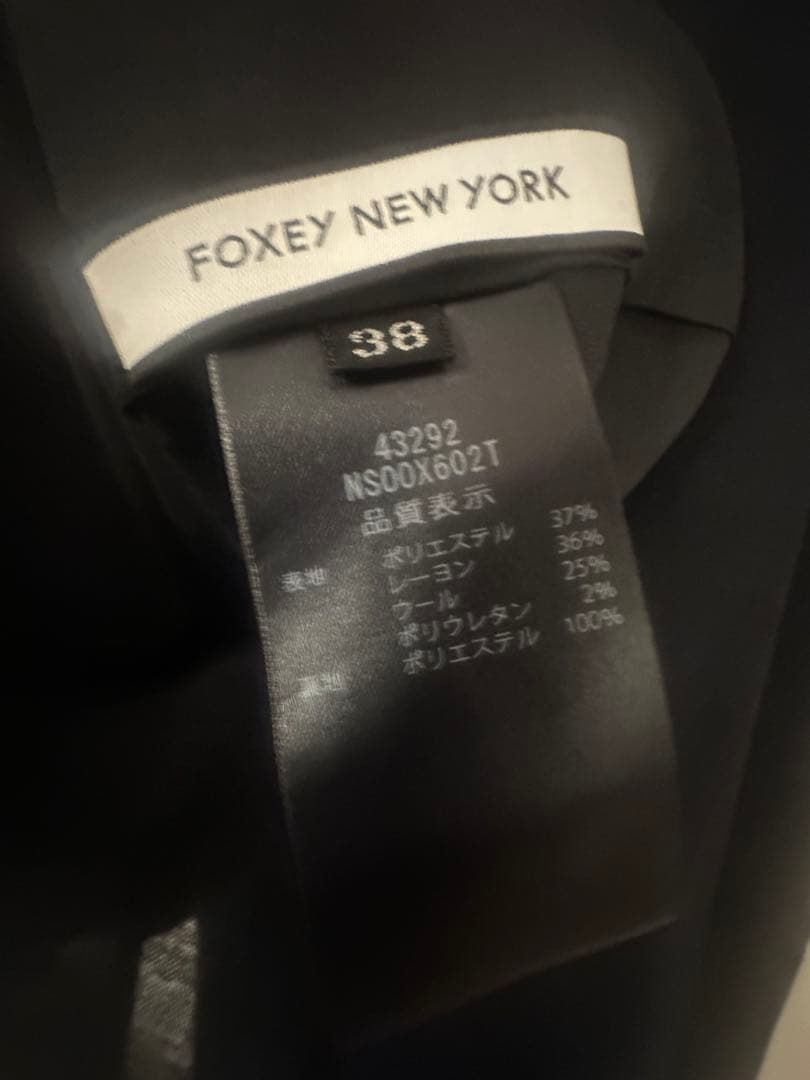 FOXEY NEW YORK
38
43292
NS00X602T
品質表示
表地 ポリエステル 37%
レーヨン 36%
ウール 25%
ポリウレタン 2%
裏地 ポリエステル 100%